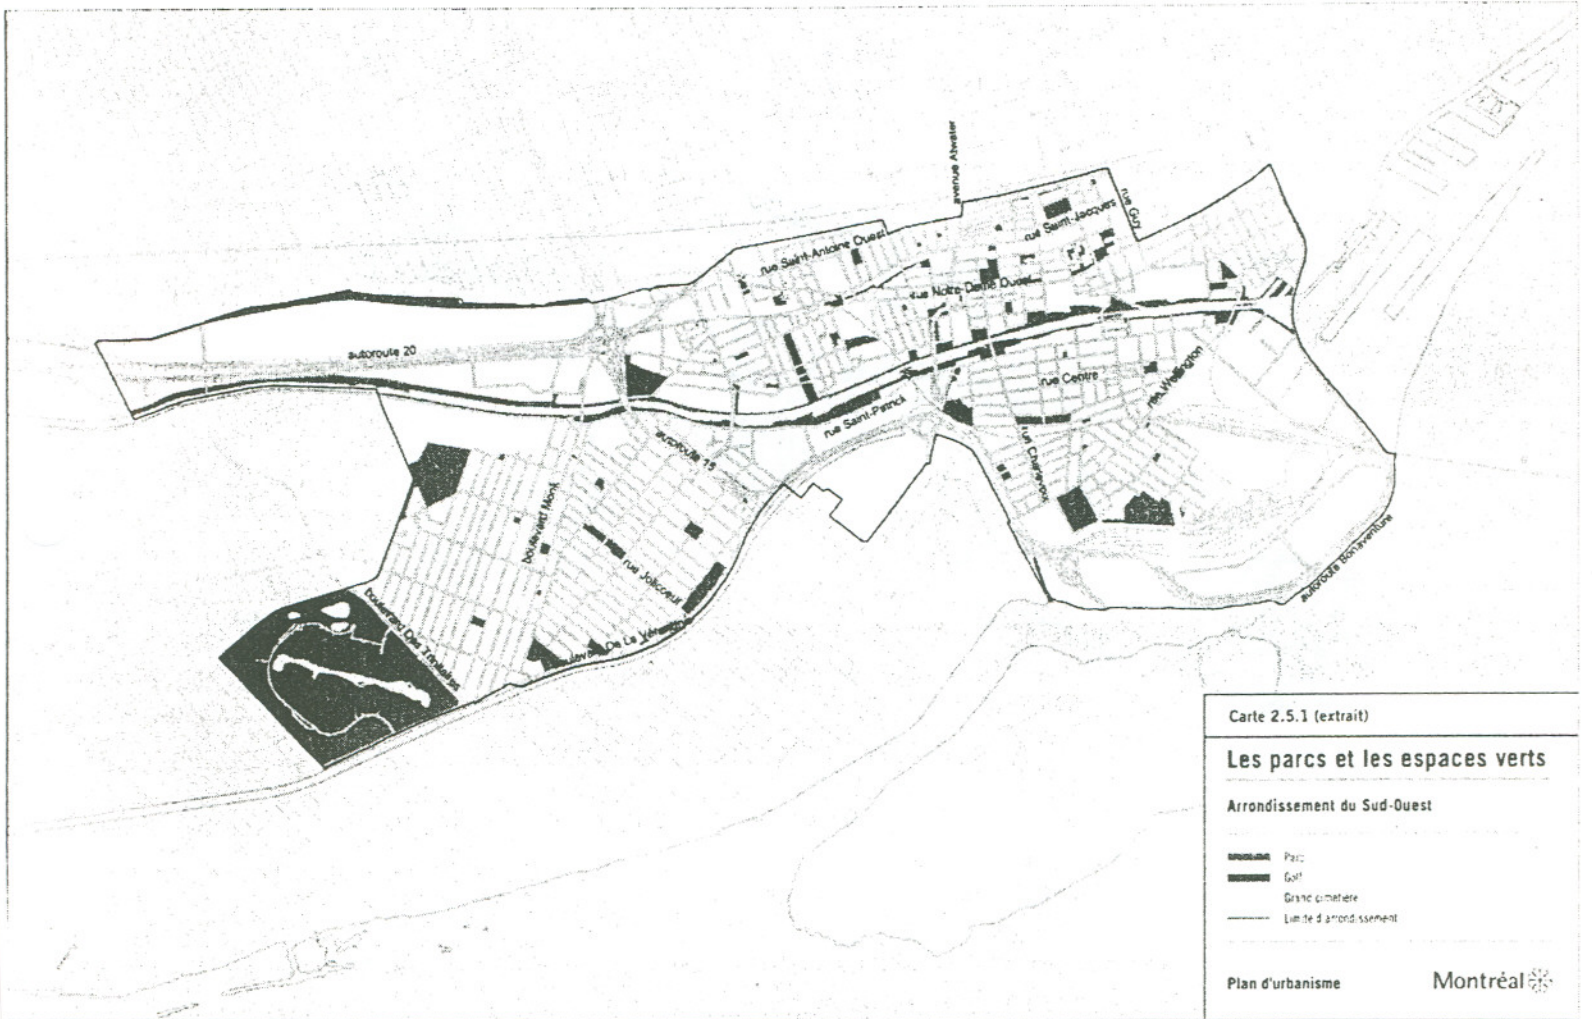 avenue Atwater
rue Guy
rue Saint-Jacques
rue Saint-Antoine Ouest
rue Notre-Dame Ouest
autoroute 20
rue Centre
rue Wellington
rue Saint-Patrick
rue Charlevoix
autoroute 15
boulevard Monk
rue Jolicoeur
autoroute Bonaventure
boulevard Des Trinitaires
boulevard De La Vérendrye
Carte 2.5.1 (extrait)
Les parcs et les espaces verts
Arrondissement du Sud-Ouest
Parc
Golf
Grand cimetière
Limite d'arrondissement
Plan d'urbanisme
Montréal